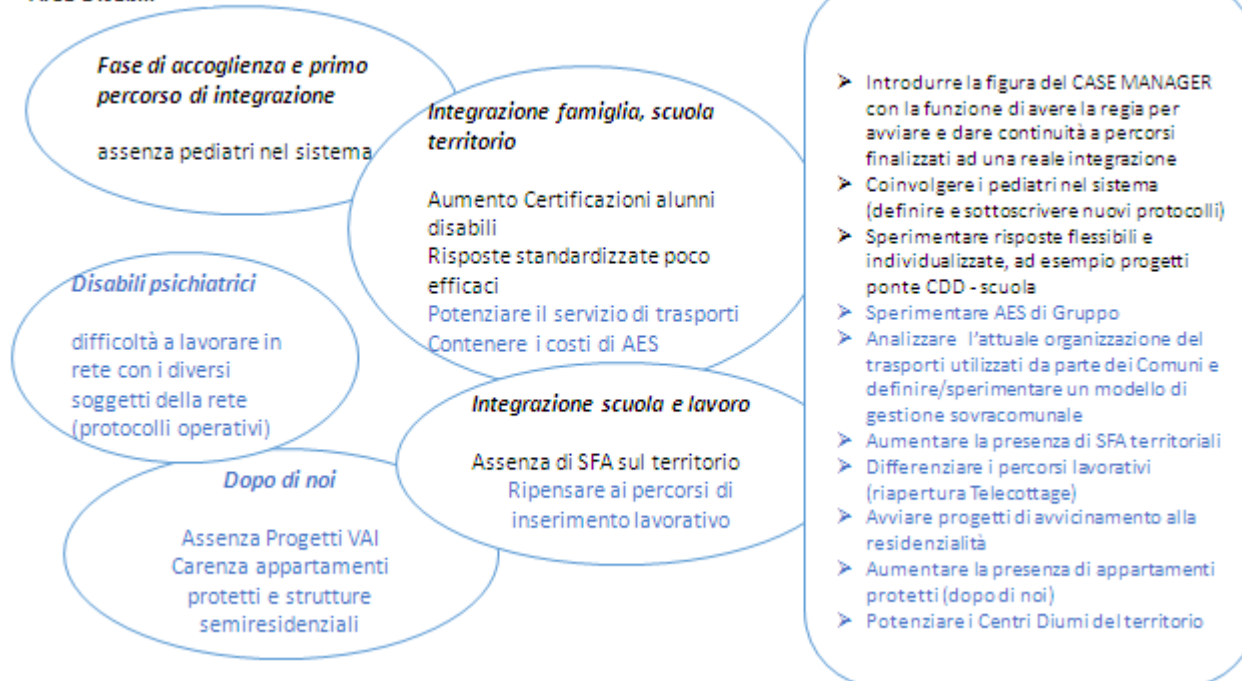 Fase di accoglienza e primo
percorso di integrazione
assenza pediatri nel sistema
Integrazione famiglia, scuola
territorio
Aumento Certificazioni alunni
disabili
Risposte standardizzate poco
efficaci
Potenziare il servizio di trasporti
Contenere i costi di AES
Disabili psichiatrici
difficoltà a lavorare in
rete con i diversi
soggetti della rete
(protocolli operativi)
Integrazione scuola e lavoro
Assenza di SFA sul territorio
Ripensare ai percorsi di
inserimento lavorativo
Dopo di noi
Assenza Progetti VAI
Carenza appartamenti
protetti e strutture
semiresidenziali
➤ Introdurre la figura del CASE MANAGER
con la funzione di avere la regia per
avviare e dare continuità a percorsi
finalizzati ad una reale integrazione
➤ Coinvolgere i pediatri nel sistema
(definire e sottoscrivere nuovi protocolli)
➤ Sperimentare risposte flessibili e
individualizzate, ad esempio progetti
ponte CDD - scuola
➤ Sperimentare AES di Gruppo
➤ Analizzare l'attuale organizzazione del
trasporti utilizzati da parte dei Comuni e
definire/sperimentare un modello di
gestione sovracomunale
➤ Aumentare la presenza di SFA territoriali
➤ Differenziare i percorsi lavorativi
(riapertura Telecottage)
➤ Avviare progetti di avvicinamento alla
residenzialità
➤ Aumentare la presenza di appartamenti
protetti (dopo di noi)
➤ Potenziare i Centri Diurni del territorio